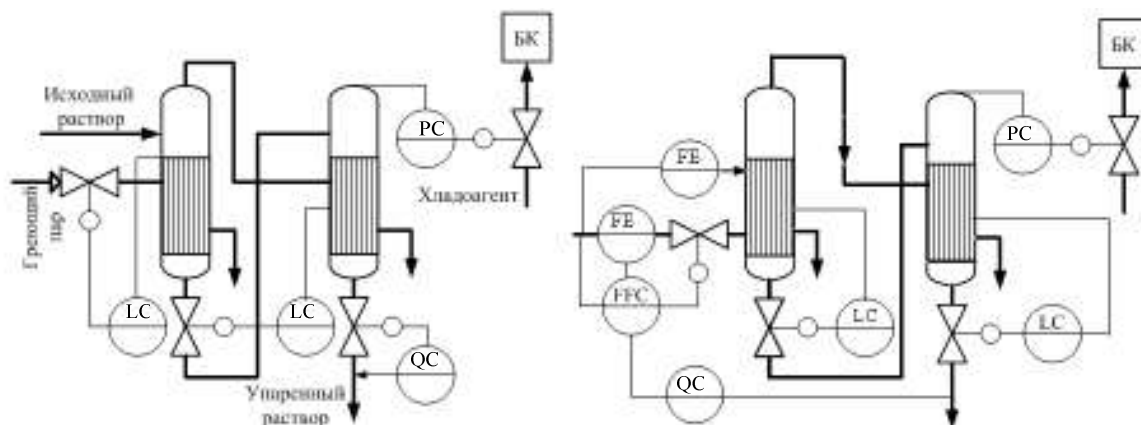 БК
Исходный
раствор
PC
Хладоагент
Греющий
пар
LC
LC
QC
Упаренный
раствор
БК
PC
FE
FE
FFC
LC
LC
QC